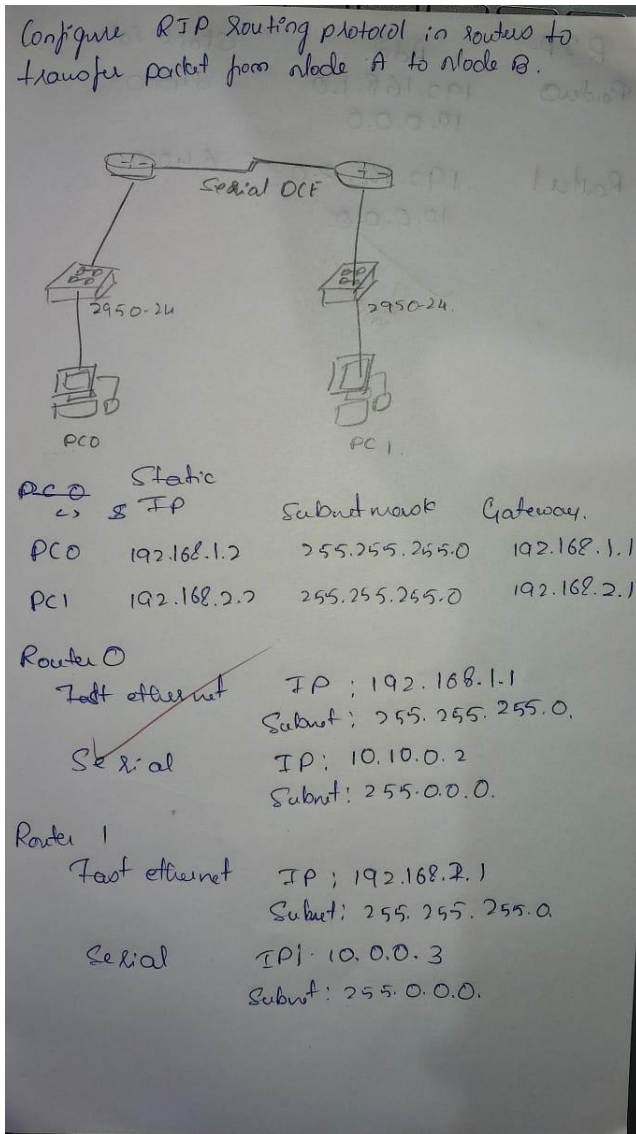 Configure RIP Routing protocol in routers to
transfer packet from Node A to Node B.
Serial DCE
2950-24
2950-24.
PC0
PC 1.
Static
IP Subnetmask Gateway.
PC0 192.168.1.2 255.255.255.0 192.168.1.1
PC1 192.168.2.2 255.255.255.0 192.168.2.1
Router 0
Fast ethernet IP : 192.168.1.1
Subnet : 255.255.255.0.
Serial IP : 10.10.0.2
Subnet : 255.0.0.0.
Router 1
Fast ethernet IP : 192.168.2.1
Subnet : 255.255.255.0.
Serial IP : 10.0.0.3
Subnet : 255.0.0.0.